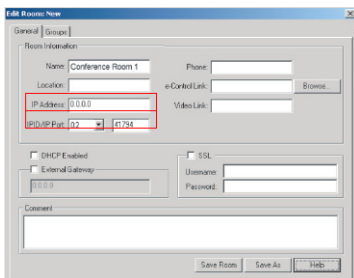 Edit Room: New
General Groups
Room Information
Name: Conference Room 1 Phone:
Location: e-Control Link: Browse...
IP Address: 0.0.0.0 Video Link:
IPID/IP Port: 02 41794
DHCP Enabled SSL
External Gateway Username:
0.0.0.0 Password:
Comment
Save Room Save As Help